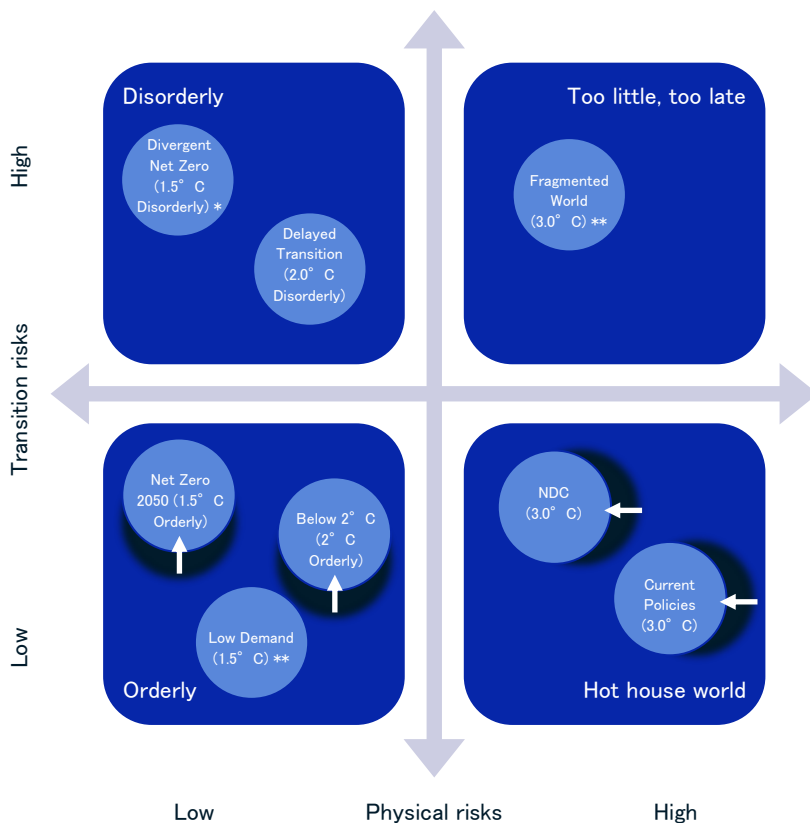 Disorderly
Too little, too late
Divergent
Net Zero
(1.5° C
Disorderly) *
Delayed
Transition
(2.0° C
Disorderly)
Fragmented
World
(3.0° C) **
High
Transition risks
Low
Net Zero
2050 (1.5° C
Orderly)
Below 2° C
(2° C
Orderly)
Low Demand
(1.5° C) **
Orderly
NDC
(3.0° C)
Current
Policies
(3.0° C)
Hot house world
Low
Physical risks
High